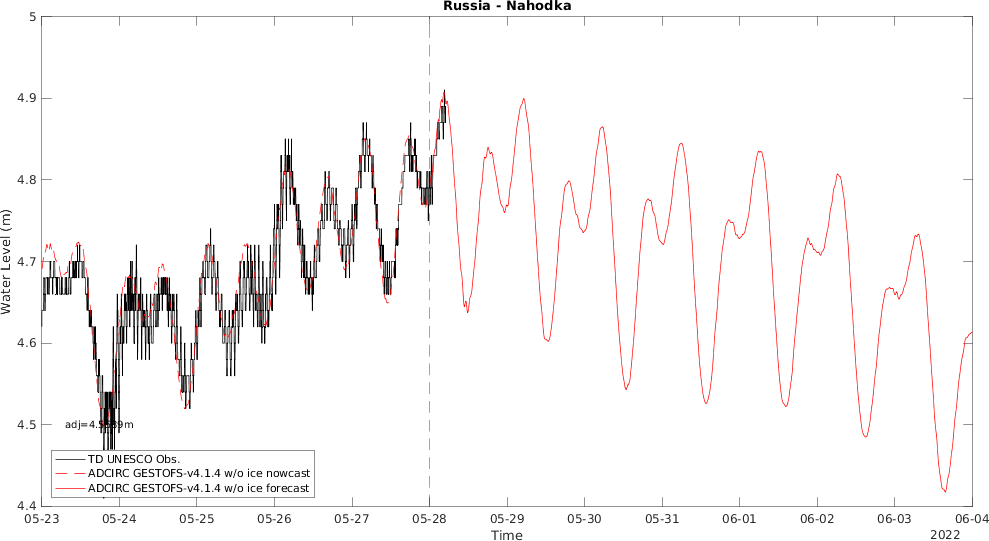 Russia - Nahodka
5
4.9
4.8
4.7
4.6
4.5
4.4
Water Level (m)
TD UNESCO Obs.
ADCIRC GESTOFS-v4.1.4 w/o ice nowcast
ADCIRC GESTOFS-v4.1.4 w/o ice forecast
05-23 05-24 05-25 05-26 05-27 05-28 05-29 05-30 05-31 06-01 06-02 06-03 06-04
Time
2022